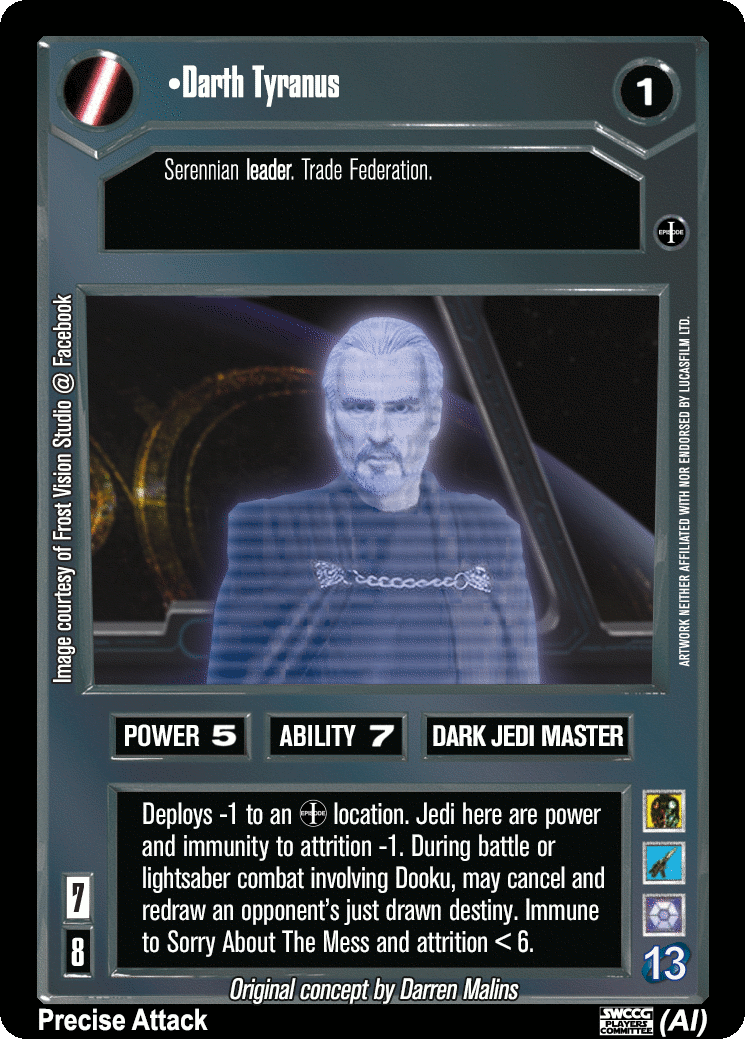 •Darth Tyranus
1
Serennian leader. Trade Federation.
EPISODE I
Image courtesy of Frost Vision Studio @ Facebook
ARTWORK NEITHER AFFILIATED WITH NOR ENDORSED BY LUCASFILM LTD.
POWER 5
ABILITY 7
DARK JEDI MASTER
Deploys -1 to an EPISODE I location. Jedi here are power
and immunity to attrition -1. During battle or
lightsaber combat involving Dooku, may cancel and
redraw an opponent's just drawn destiny. Immune
to Sorry About The Mess and attrition < 6.
7
8
13
Original concept by Darren Malins
Precise Attack
SWCCG
PLAYERS
COMMITTEE
(AI)